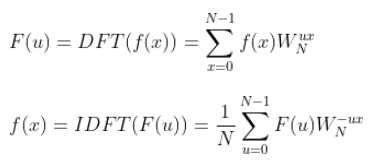 F(u) = DFT(f(x)) = \sum_{x=0}^{N-1} f(x)W_N^{ux}
f(x) = IDFT(F(u)) = \frac{1}{N} \sum_{u=0}^{N-1} F(u)W_N^{-ux}